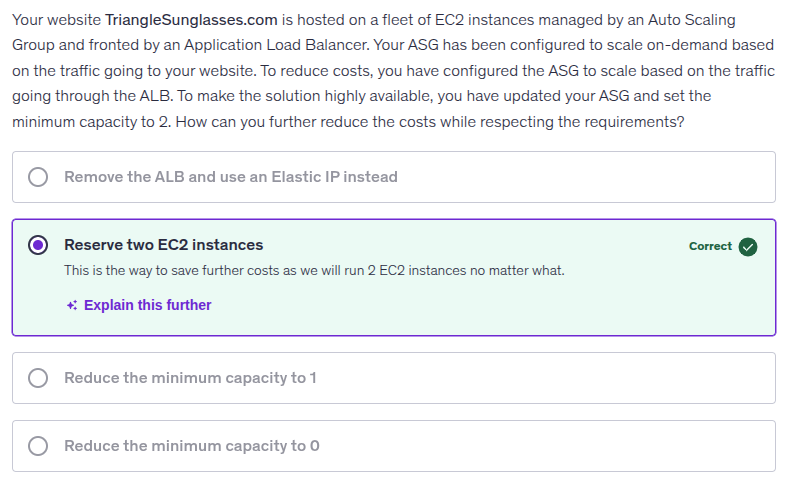 Your website TriangleSunglasses.com is hosted on a fleet of EC2 instances managed by an Auto Scaling
Group and fronted by an Application Load Balancer. Your ASG has been configured to scale on-demand based
on the traffic going to your website. To reduce costs, you have configured the ASG to scale based on the traffic
going through the ALB. To make the solution highly available, you have updated your ASG and set the
minimum capacity to 2. How can you further reduce the costs while respecting the requirements?
Remove the ALB and use an Elastic IP instead
Reserve two EC2 instances
Correct
This is the way to save further costs as we will run 2 EC2 instances no matter what.
Explain this further
Reduce the minimum capacity to 1
Reduce the minimum capacity to 0